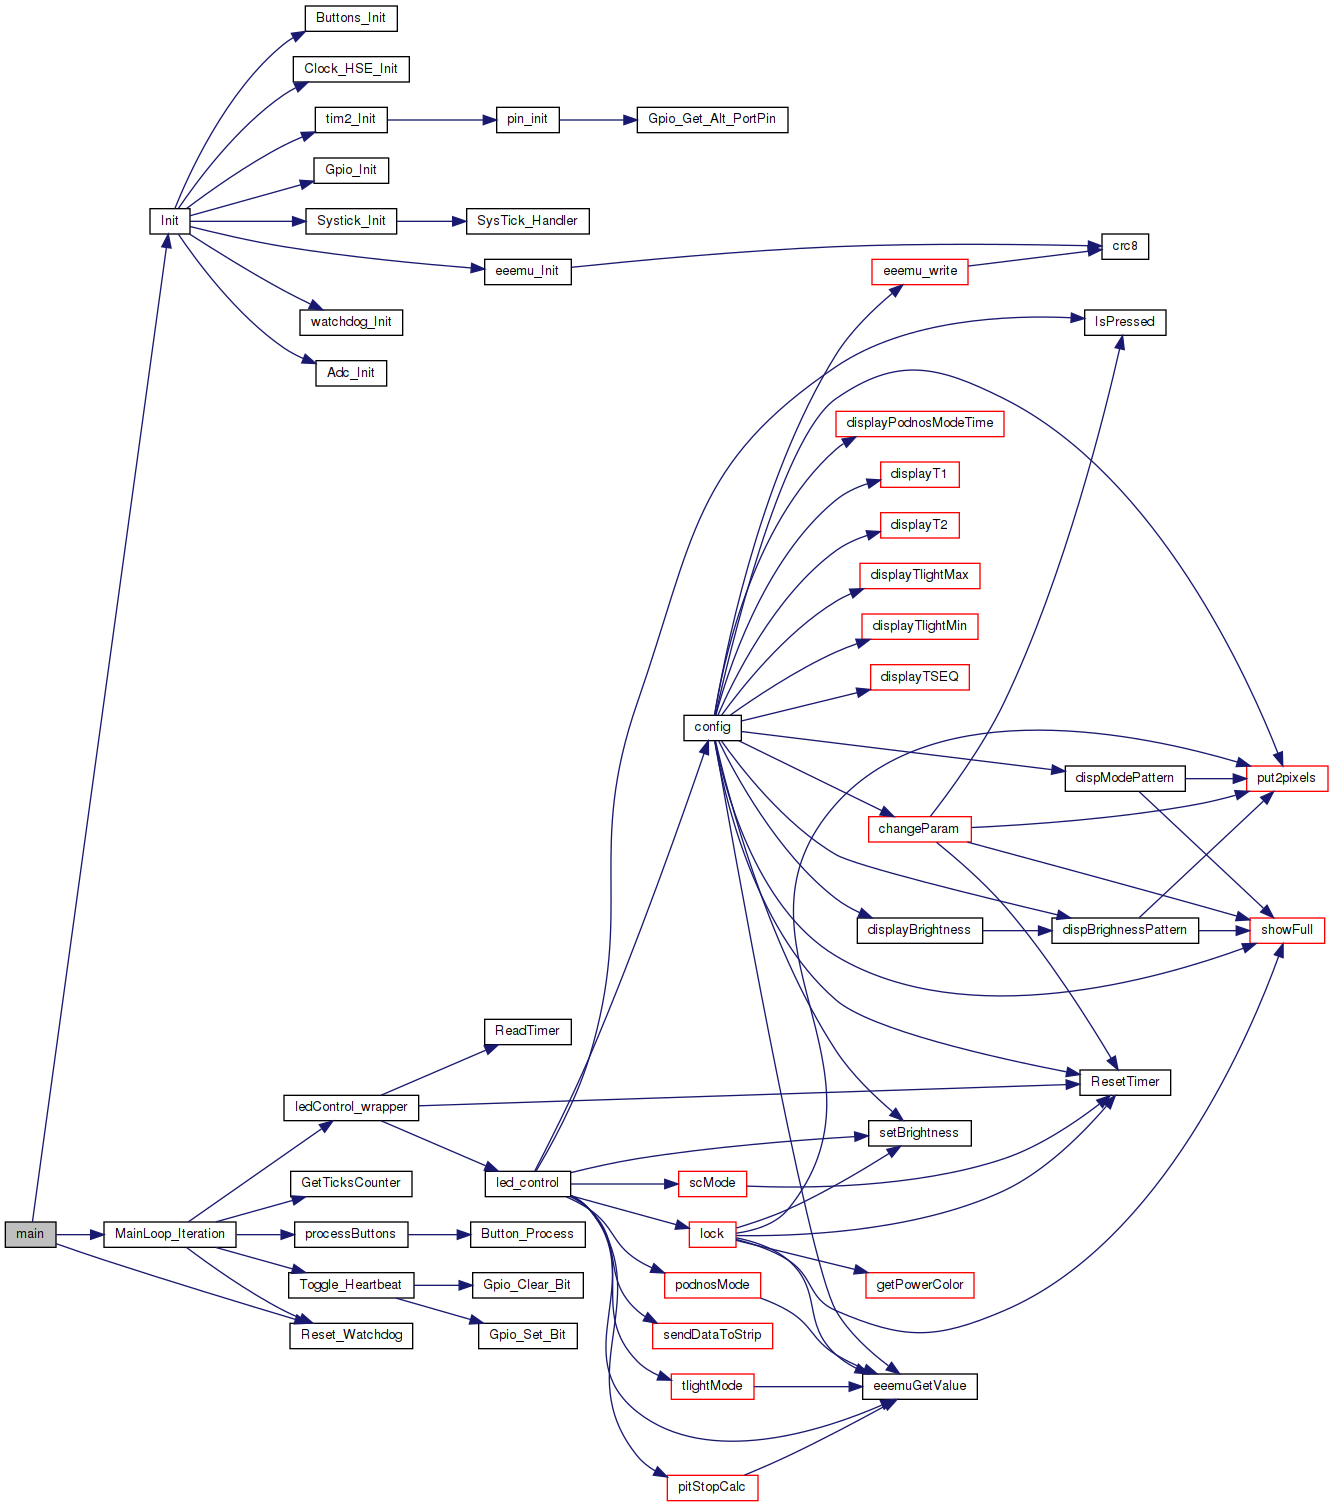 Buttons_Init
Clock_HSE_Init
tim2_Init
pin_init
Gpio_Get_Alt_PortPin
Gpio_Init
Init
Systick_Init
SysTick_Handler
crc8
eeemu_Init
eeemu_write
watchdog_Init
IsPressed
Adc_Init
displayPodnosModeTime
displayT1
displayT2
displayTlightMax
displayTlightMin
displayTSEQ
config
dispModePattern
put2pixels
changeParam
displayBrightness
dispBrighnessPattern
showFull
ReadTimer
ResetTimer
ledControl_wrapper
setBrightness
GetTicksCounter
led_control
scMode
main
MainLoop_Iteration
processButtons
Button_Process
lock
Toggle_Heartbeat
Gpio_Clear_Bit
podnosMode
getPowerColor
Reset_Watchdog
Gpio_Set_Bit
sendDataToStrip
tlightMode
eeemuGetValue
pitStopCalc